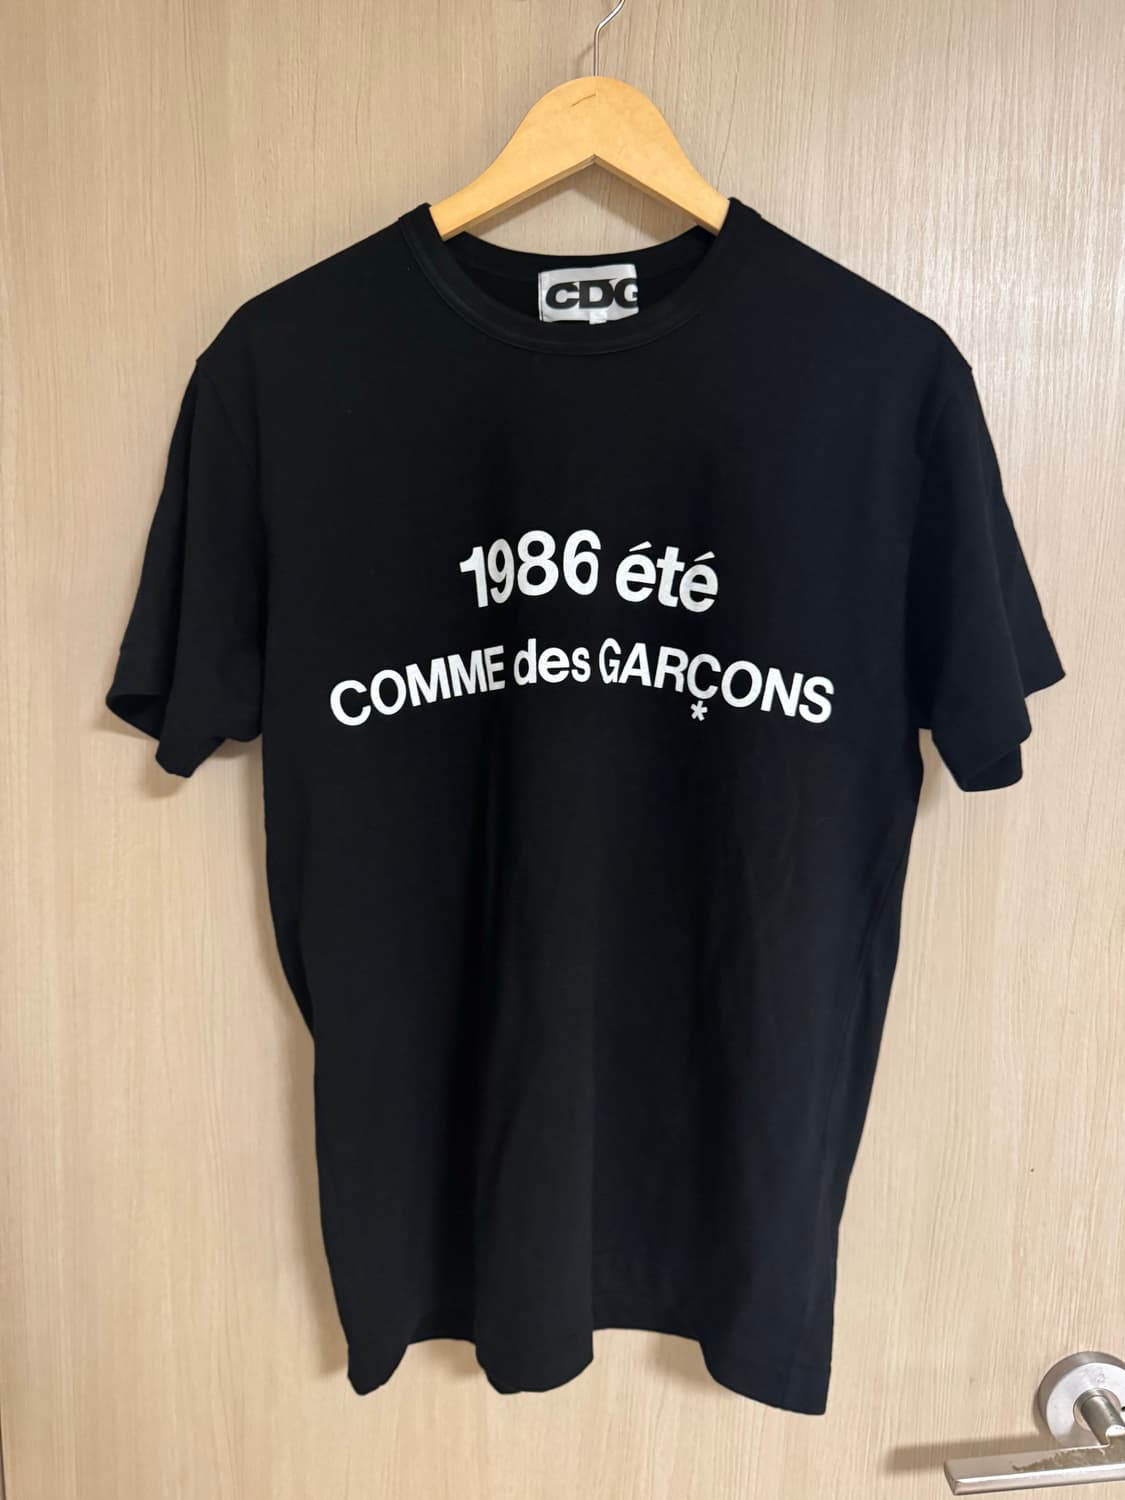 CDG
1986 été
COMME des GARÇONS
*